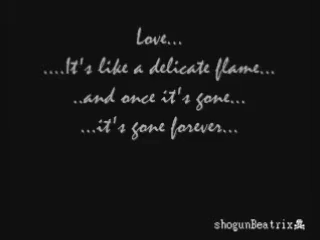 Love...
....It's like a delicate flame...
..and once it's gone...
...it's gone forever...
shogunBeatrix☠